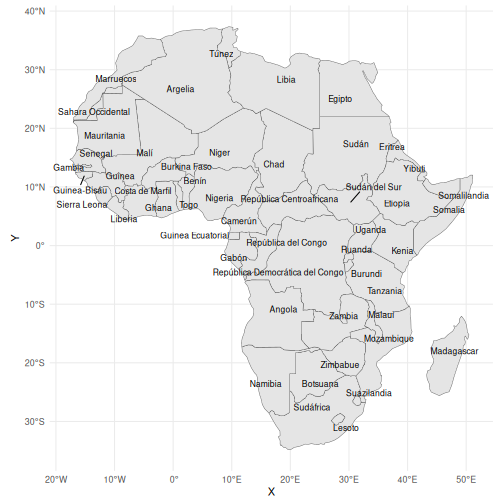 40°N
30°N
20°N
10°N
0°
10°S
20°S
30°S
Y
Túnez
Marruecos
Argelia
Libia
Egipto
Sahara Occidental
Mauritania
Senegal
Malí
Níger
Chad
Sudán
Eritrea
Gambia
Guinea
Burkina Faso
Yibuti
Guinea-Bisáu
Costa de Marfil
Benín
Nigeria
República Centroafricana
Sudán del Sur
Etiopia
Somalilandia
Sierra Leona
Liberia
Ghana
Togo
Somalia
Camerún
Guinea Ecuatorial
República del Congo
Uganda
Kenia
Gabón
Ruanda
República Democrática del Congo
Burundi
Tanzania
Angola
Zambia
Malaui
Mozambique
Madagascar
Zimbabue
Namibia
Botsuana
Suazilandia
Sudáfrica
Lesoto
20°W
10°W
0°
10°E
20°E
30°E
40°E
50°E
X